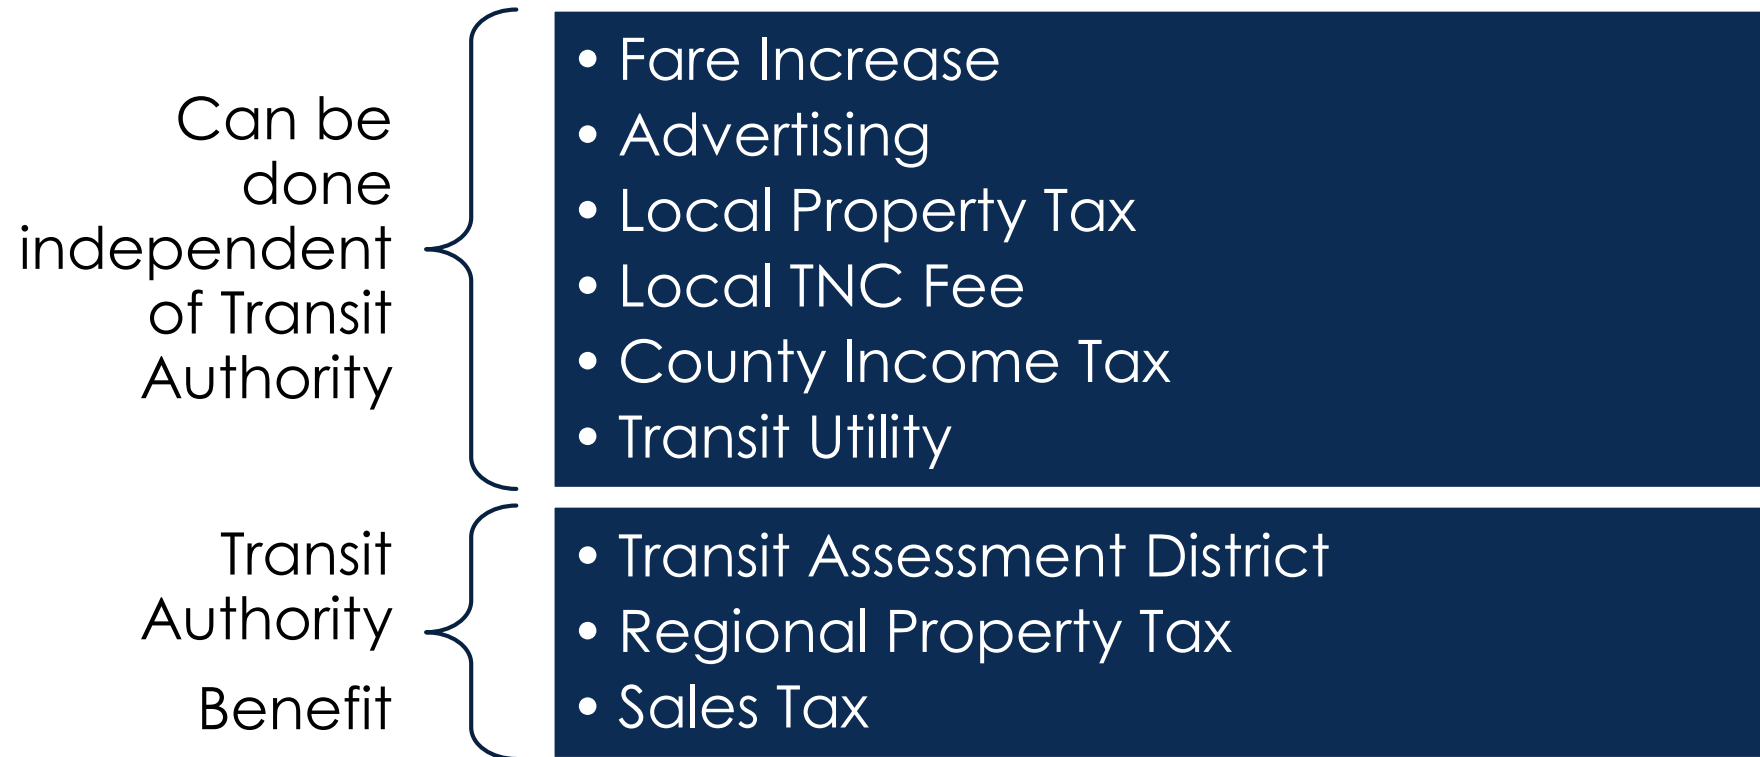 Can be
done
independent
of Transit
Authority
• Fare Increase
• Advertising
• Local Property Tax
• Local TNC Fee
• County Income Tax
• Transit Utility
Transit
Authority
Benefit
• Transit Assessment District
• Regional Property Tax
• Sales Tax